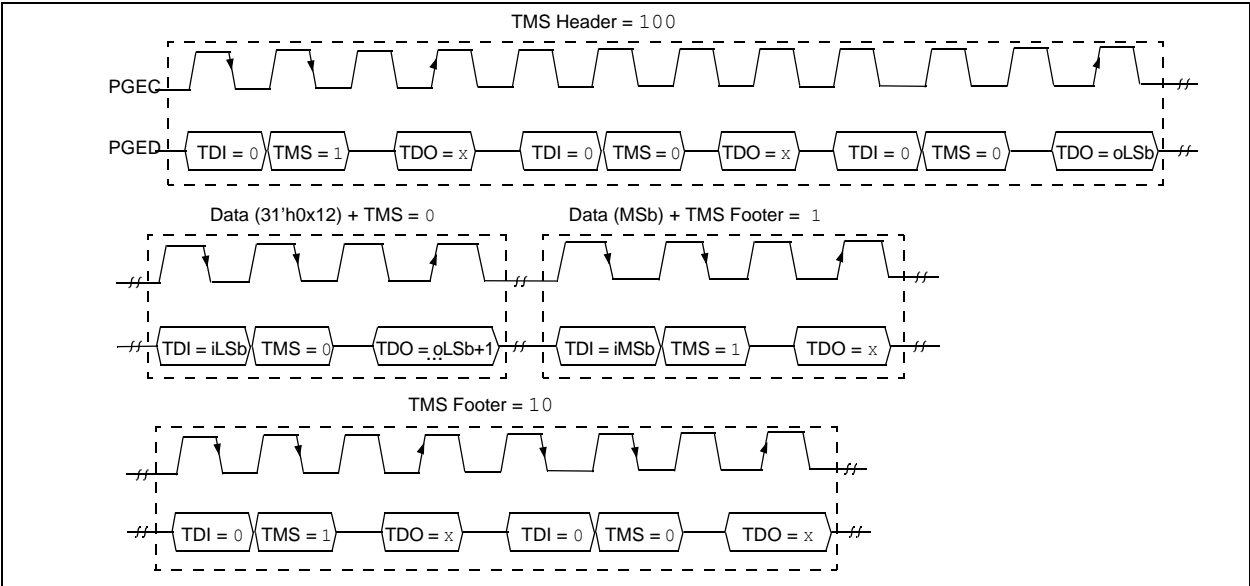 TMS Header = 100
PGEC
PGED TDI = 0 TMS = 1 TDO = x TDI = 0 TMS = 0 TDO = x TDI = 0 TMS = 0 TDO = oLSb
Data (31'h0x12) + TMS = 0 Data (MSb) + TMS Footer = 1
TDI = iLSb TMS = 0 TDO = oLSb+1 TDI = iMSb TMS = 1 TDO = x
...
TMS Footer = 10
TDI = 0 TMS = 1 TDO = x TDI = 0 TMS = 0 TDO = x